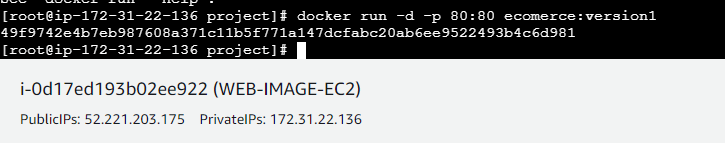 See 'docker run --help'.
[root@ip-172-31-22-136 project]# docker run -d -p 80:80 ecomerce:version1
49f9742e4b7eb987608a371c11b5f771a147dcfabc20ab6ee9522493b4c6d981
[root@ip-172-31-22-136 project]#
i-0d17ed193b02ee922 (WEB-IMAGE-EC2)
PublicIPs: 52.221.203.175 PrivateIPs: 172.31.22.136